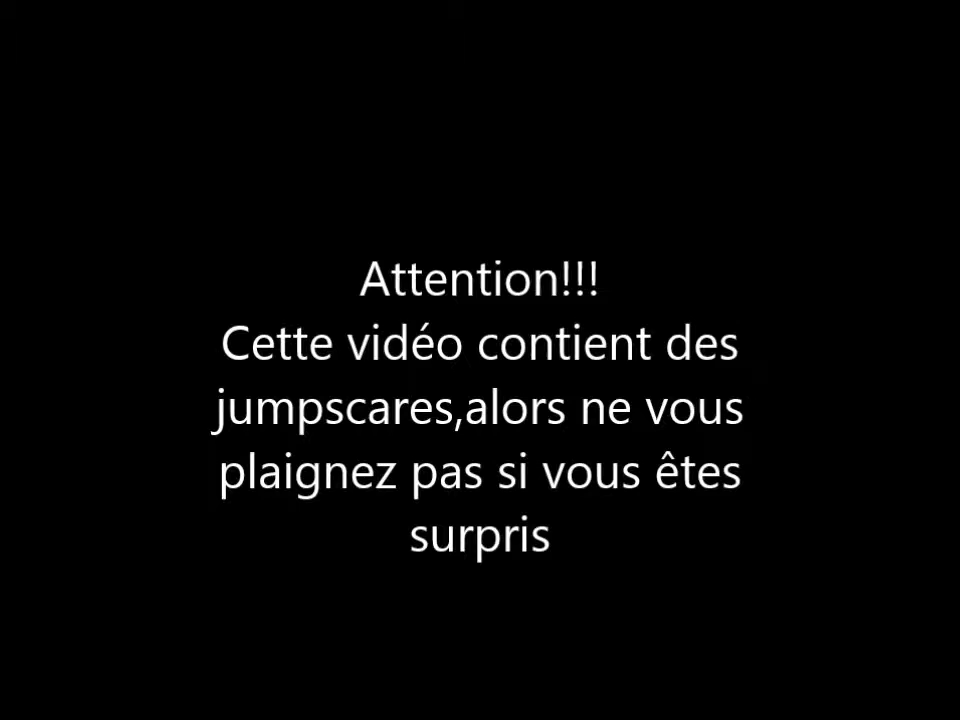 Attention!!!
Cette vidéo contient des
jumpscares,alors ne vous
plaignez pas si vous êtes
surpris